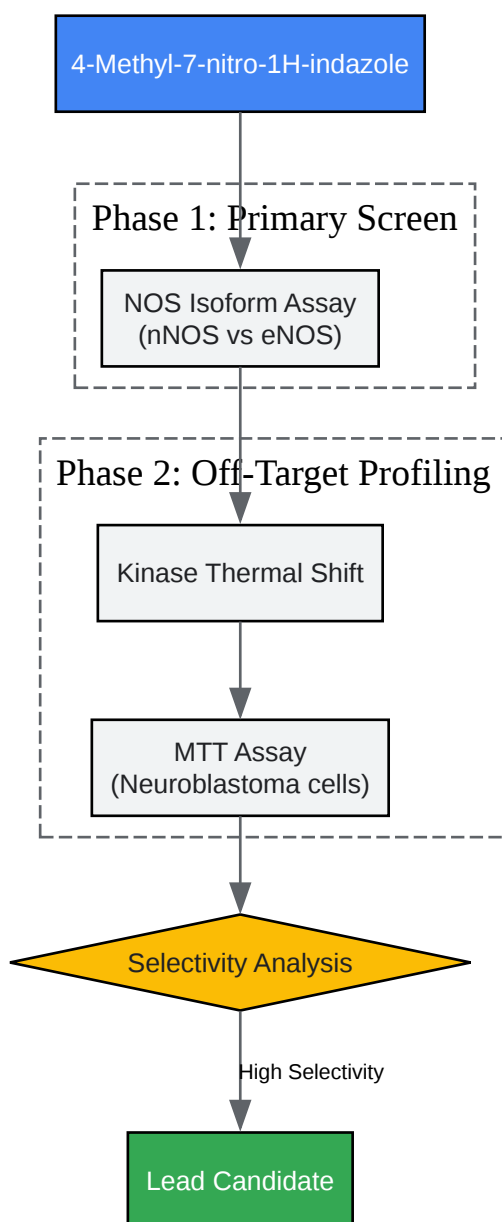 4-Methyl-7-nitro-1H-indazole
Phase 1: Primary Screen
NOS Isoform Assay
(nNOS vs eNOS)
Phase 2: Off-Target Profiling
Kinase Thermal Shift
MTT Assay
(Neuroblastoma cells)
Selectivity Analysis
High Selectivity
Lead Candidate